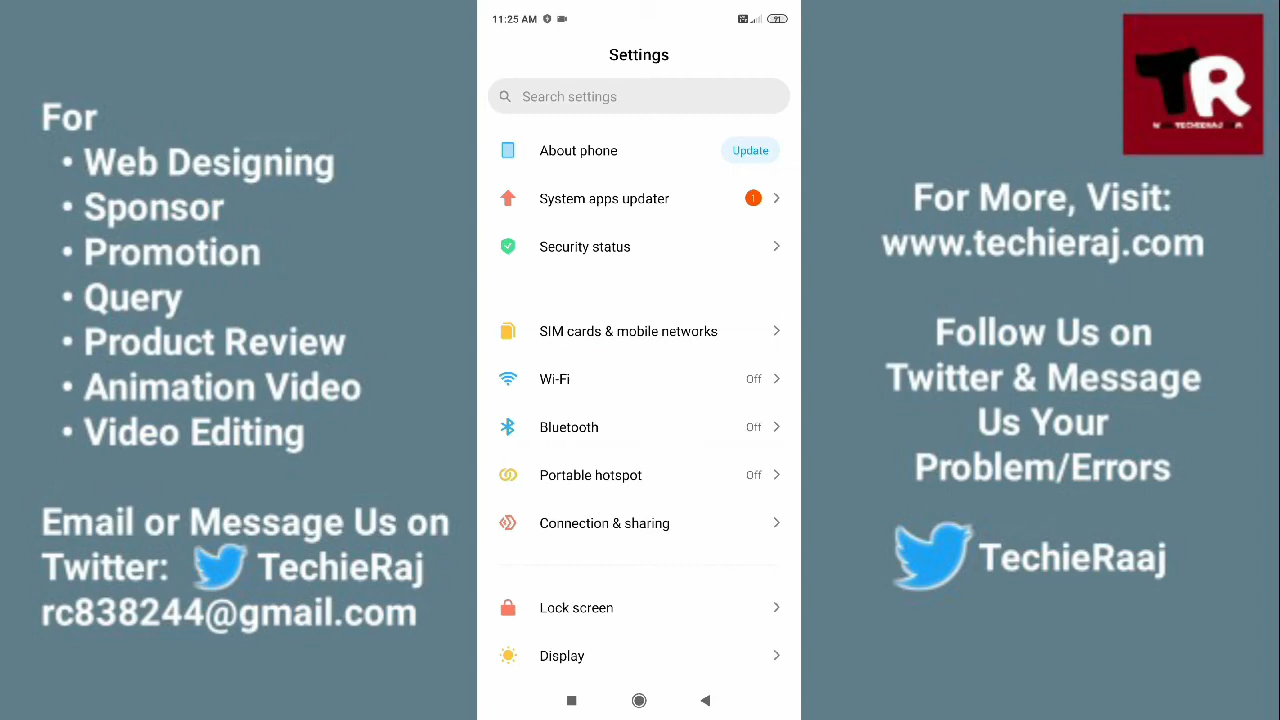 For
• Web Designing
• Sponsor
• Promotion
• Query
• Product Review
• Animation Video
• Video Editing
Email or Message Us on
Twitter: TechieRaj
rc838244@gmail.com
11:25 AM
91
Settings
Search settings
About phone
Update
System apps updater
1
Security status
SIM cards & mobile networks
Wi-Fi
Off
Bluetooth
Off
Portable hotspot
Off
Connection & sharing
Lock screen
Display
TR
For More, Visit:
www.techieraj.com
Follow Us on
Twitter & Message
Us Your
Problem/Errors
TechieRaaj